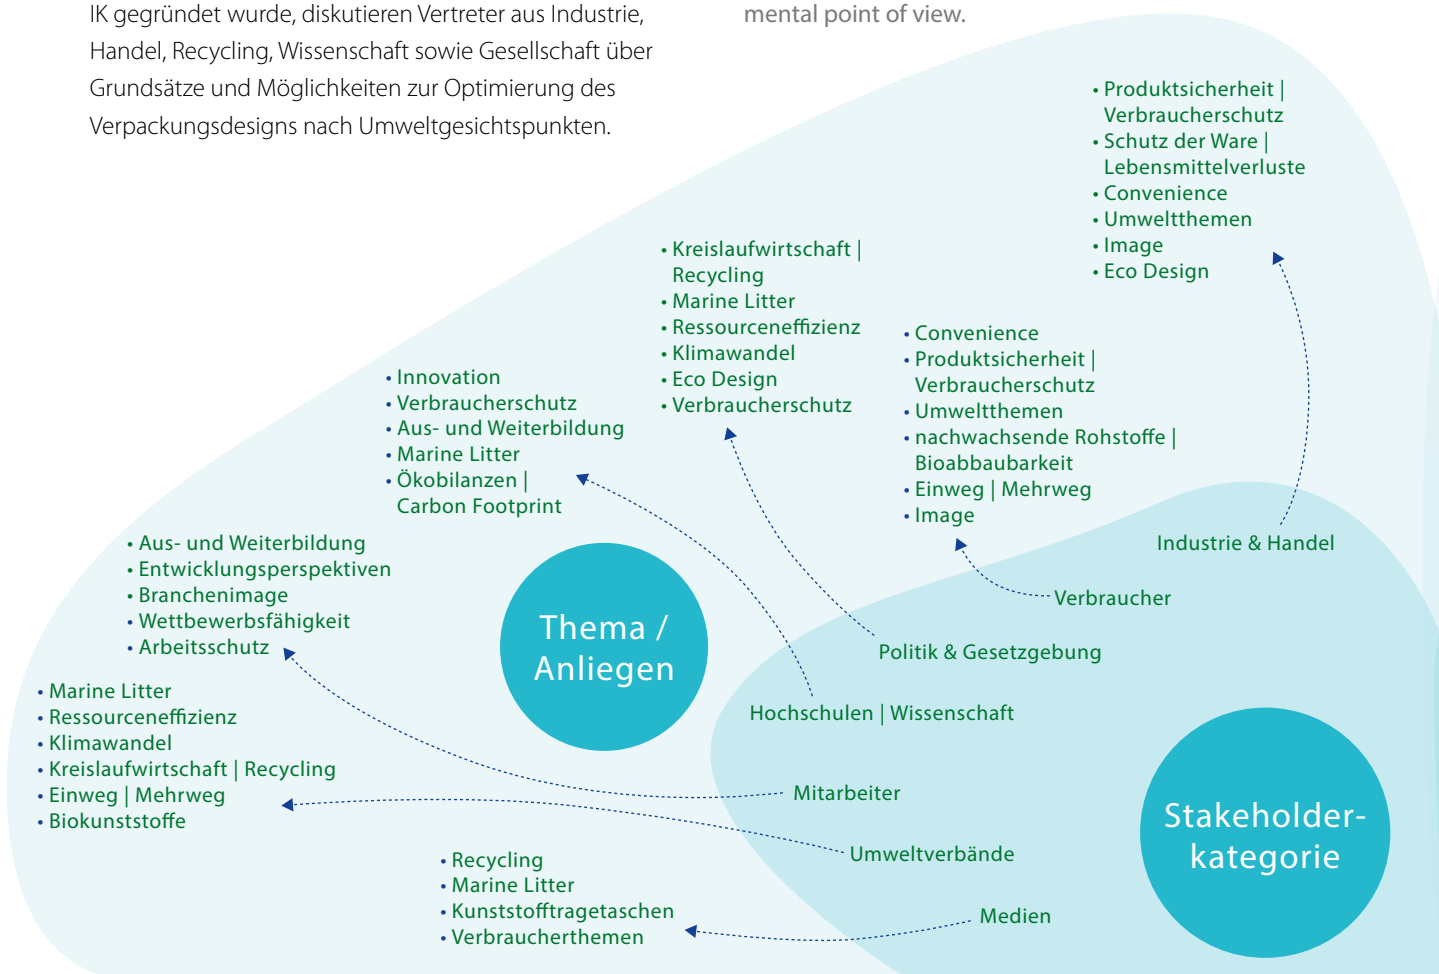 IK gegründet wurde, diskutieren Vertreter aus Industrie,
Handel, Recycling, Wissenschaft sowie Gesellschaft über
Grundsätze und Möglichkeiten zur Optimierung des
Verpackungsdesigns nach Umweltgesichtspunkten.
mental point of view.
• Produktsicherheit |
Verbraucherschutz
• Schutz der Ware |
Lebensmittelverluste
• Convenience
• Umweltthemen
• Image
• Eco Design
• Kreislaufwirtschaft |
Recycling
• Marine Litter
• Ressourceneffizienz
• Klimawandel
• Eco Design
• Verbraucherschutz
• Convenience
• Produktsicherheit |
Verbraucherschutz
• Umweltthemen
• nachwachsende Rohstoffe |
Bioabbaubarkeit
• Einweg | Mehrweg
• Image
• Innovation
• Verbraucherschutz
• Aus- und Weiterbildung
• Marine Litter
• Ökobilanzen |
Carbon Footprint
• Aus- und Weiterbildung
• Entwicklungsperspektiven
• Branchenimage
• Wettbewerbsfähigkeit
• Arbeitsschutz
• Marine Litter
• Ressourceneffizienz
• Klimawandel
• Kreislaufwirtschaft | Recycling
• Einweg | Mehrweg
• Biokunststoffe
• Recycling
• Marine Litter
• Kunststofftragetaschen
• Verbraucherthemen
Thema /
Anliegen
Industrie & Handel
Verbraucher
Politik & Gesetzgebung
Hochschulen | Wissenschaft
Mitarbeiter
Umweltverbände
Medien
Stakeholder-
kategorie